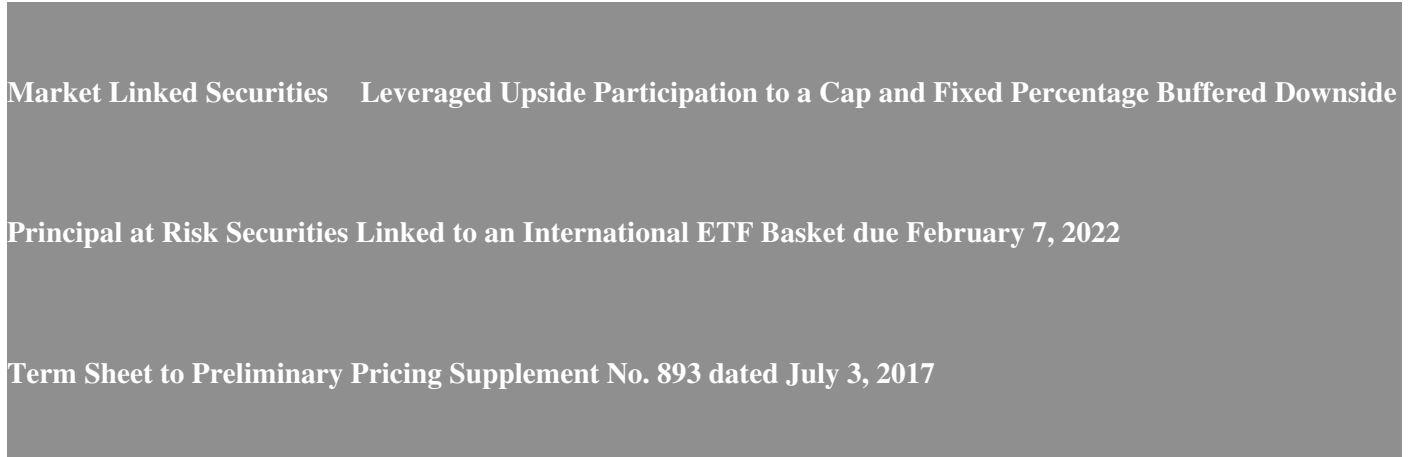 Market Linked Securities Leveraged Upside Participation to a Cap and Fixed Percentage Buffered Downside
Principal at Risk Securities Linked to an International ETF Basket due February 7, 2022
Term Sheet to Preliminary Pricing Supplement No. 893 dated July 3, 2017